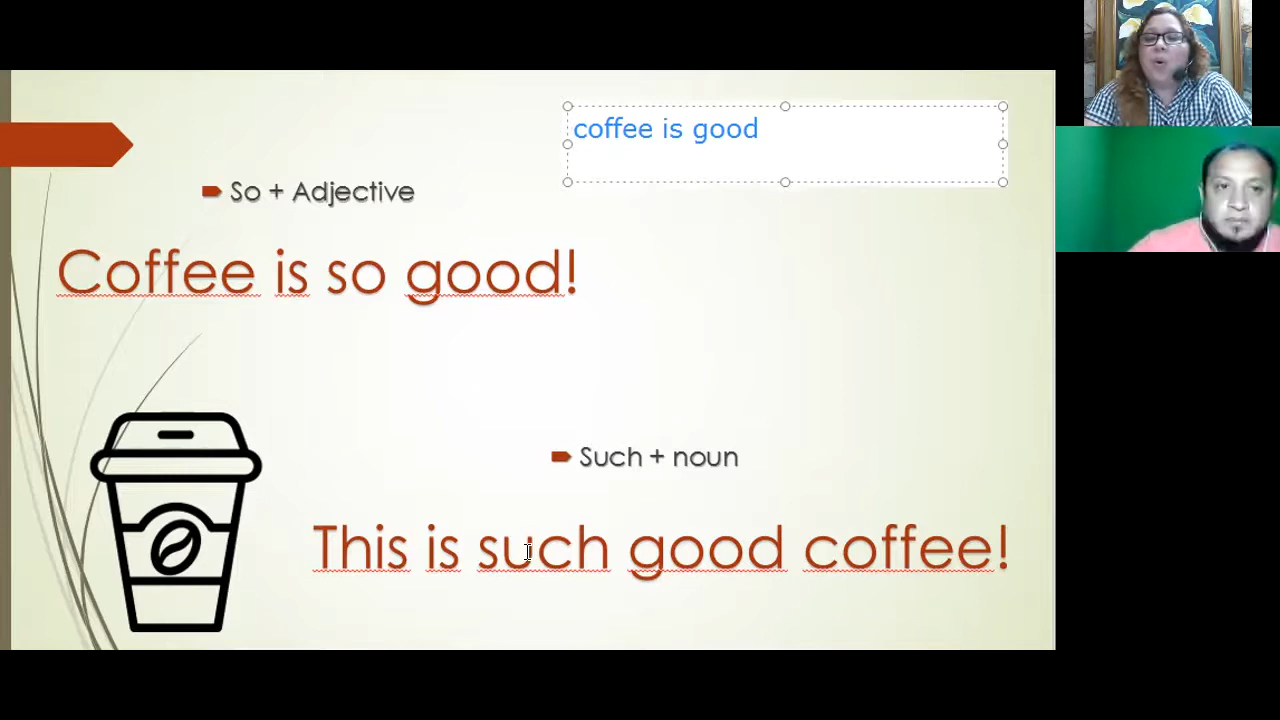 coffee is good
So + Adjective
Coffee is so good!
Such + noun
This is such good coffee!